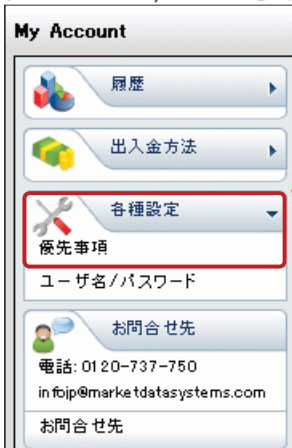 My Account
履歴
出入金方法
各種設定
優先事項
ユーザ名/パスワード
お問合せ先
電話: 0120-737-750
infojp@marketdatasystems.com
お問合せ先